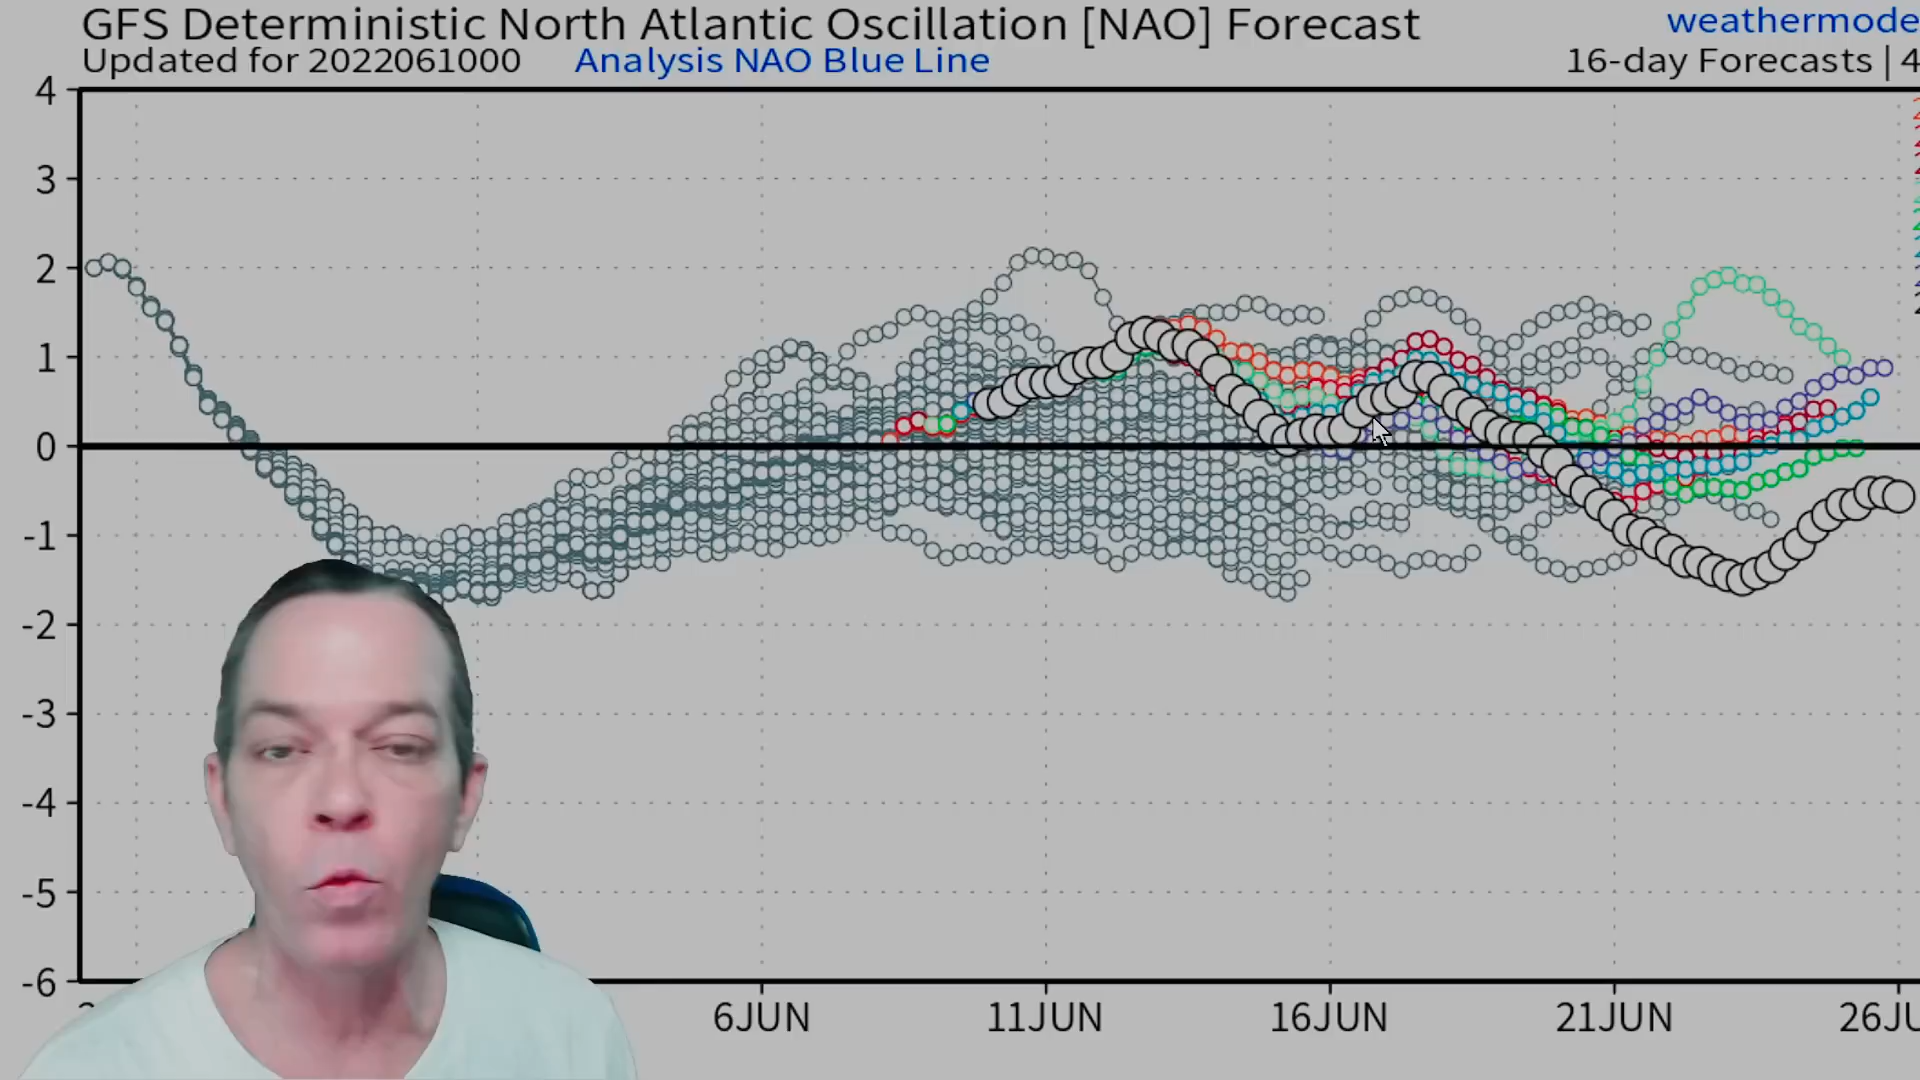 GFS Deterministic North Atlantic Oscillation [NAO] Forecast
weathermode
Updated for 2022061000
Analysis NAO Blue Line
16-day Forecasts | 4
4
3
2
1
0
-1
-2
-3
-4
-5
-6
6JUN
11JUN
16JUN
21JUN
26JU